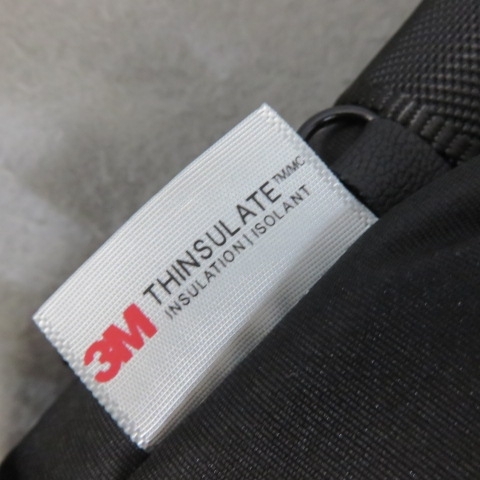 3M THINSULATE TM/MC
INSULATION | ISOLANT